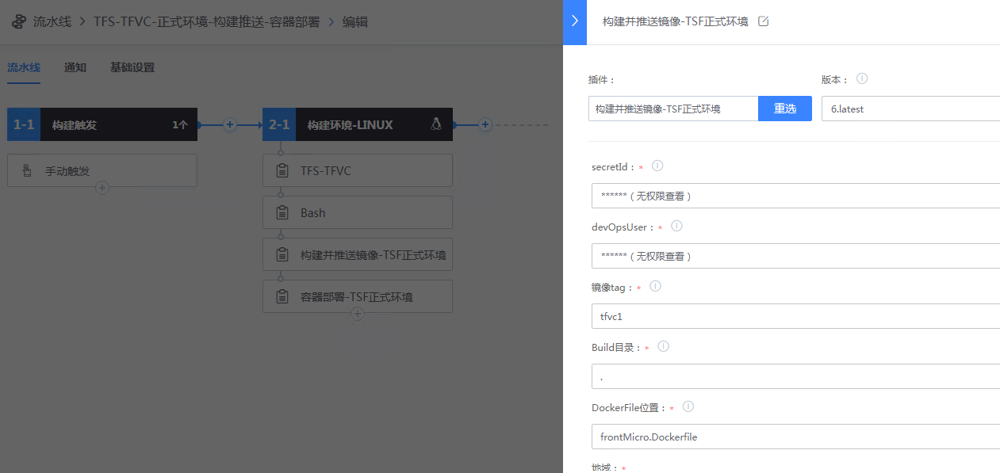 流水线 > TFS-TFVC-正式环境-构建推送-容器部署 > 编辑
流水线 通知 基础设置
1-1 构建触发 1个
手动触发
2-1 构建环境-LINUX
TFS-TFVC
Bash
构建并推送镜像-TSF正式环境
容器部署-TSF正式环境
构建并推送镜像-TSF正式环境
插件： 版本：
构建并推送镜像-TSF正式环境 重选 6.latest
secretId： *
******（无权限查看）
devOpsUser： *
******（无权限查看）
镜像tag： *
tfvc1
Build目录： *
.
DockerFile位置： *
frontMicro.Dockerfile
地域： *